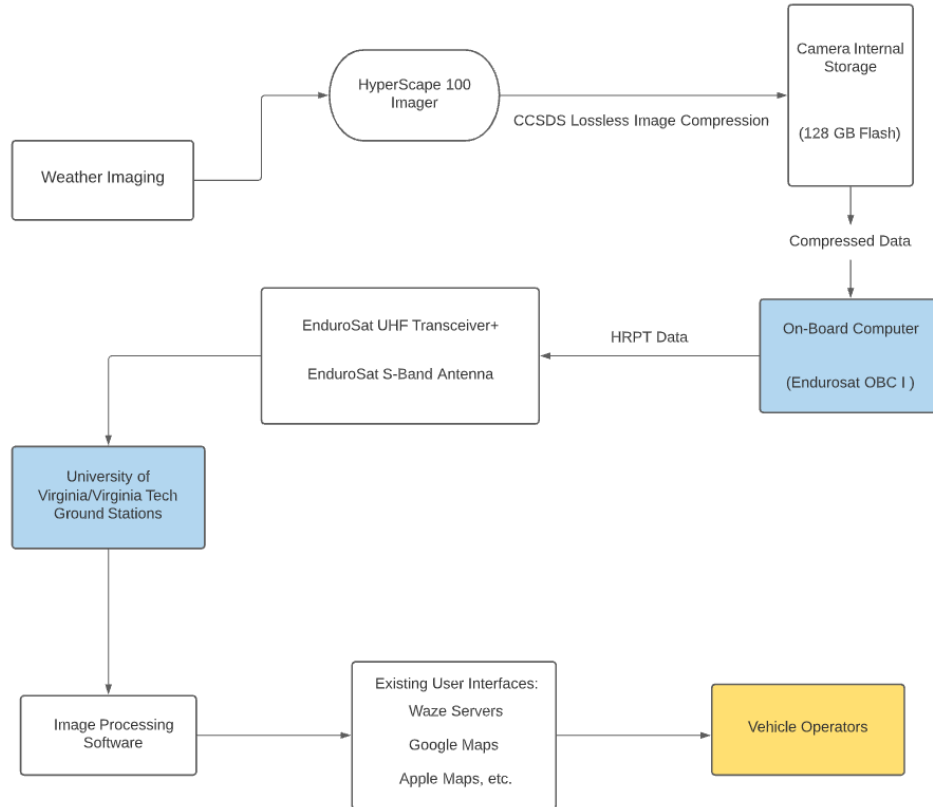 HyperScape 100
Imager
CCSDS Lossless Image Compression
Camera Internal
Storage
(128 GB Flash)
Weather Imaging
Compressed Data
EnduroSat UHF Transceiver+
EnduroSat S-Band Antenna
HRPT Data
On-Board Computer
(Endurosat OBC I )
University of
Virginia/Virginia Tech
Ground Stations
Image Processing
Software
Existing User Interfaces:
Waze Servers
Google Maps
Apple Maps, etc.
Vehicle Operators